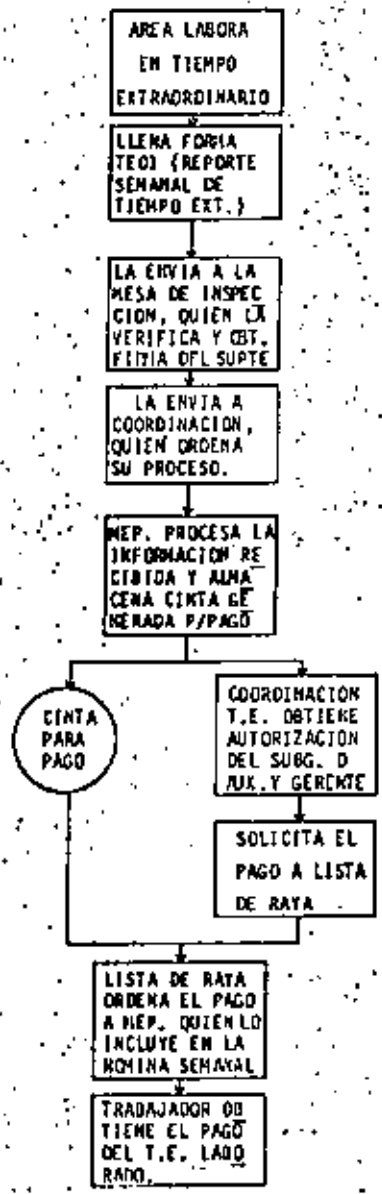 AREA LABORA
EN TIEMPO
EXTRAORDINARIO
LLENA FORMA
TEO1 (REPORTE
SEMANAL DE
TIEMPO EXT.)
LA ENVIA A LA
MESA DE INSPEC
CION, QUIEN LA
VERIFICA Y OBT.
FIRMA DEL SUPTE
LA ENVIA A
COORDINACION,
QUIEN ORDENA
SU PROCESO.
MEP. PROCESA LA
INFORMACION RE
CIBIDA Y ALMA
CENA CINTA GE
NERADA P/PAGO
CINTA
PARA
PAGO
COORDINACION
T.E. OBTIENE
AUTORIZACION
DEL SUBG. O
AUX. Y GERENTE
SOLICITA EL
PAGO A LISTA
DE RAYA
LISTA DE RAYA
ORDENA EL PAGO
A MEP. QUIEN LO
INCLUYE EN LA
NOMINA SEMANAL
TRABAJADOR OB
TIENE EL PAGO
DEL T.E. LABO
RADO.